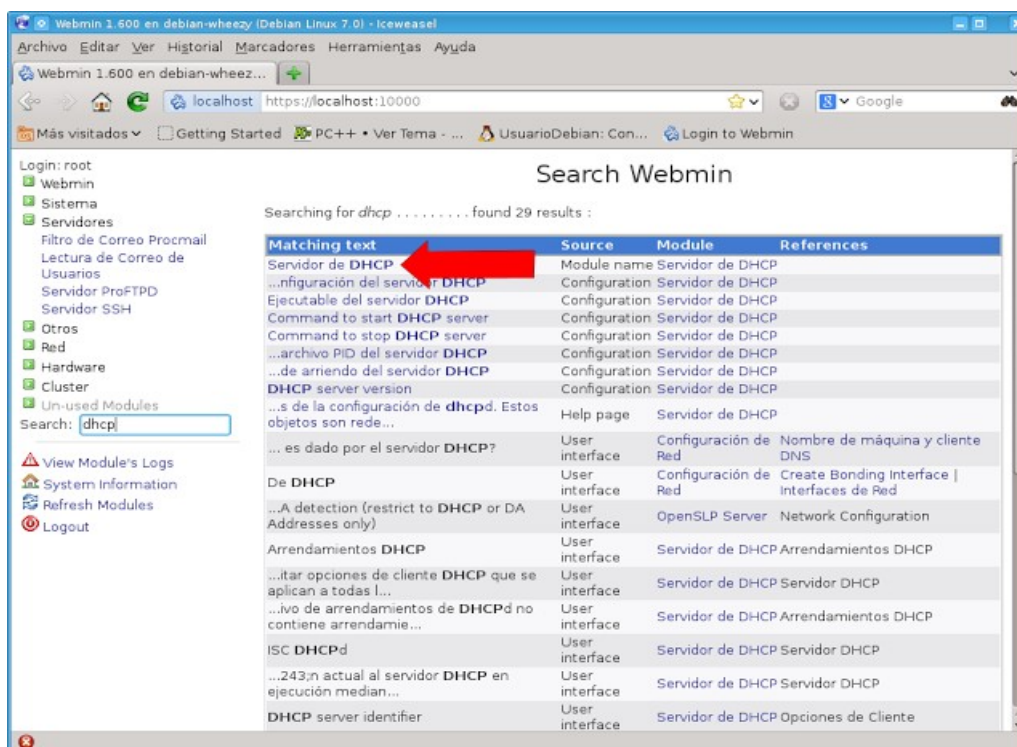 Webmin 1.600 en debian-wheezy (Debian Linux 7.0) - Iceweasel
Archivo Editar Ver Historial Marcadores Herramientas Ayuda
Webmin 1.600 en debian-wheez...
localhost https://localhost:10000 Google
Más visitados Getting Started PC++ • Ver Tema - ... UsuarioDebian: Con... Login to Webmin
Login: root
Webmin
Sistema
Servidores
Filtro de Correo Procmail
Lectura de Correo de
Usuarios
Servidor ProFTPD
Servidor SSH
Otros
Red
Hardware
Cluster
Un-used Modules
Search: dhcp
View Module's Logs
System Information
Refresh Modules
Logout
Search Webmin
Searching for dhcp . . . . . . . . . found 29 results :
Matching text Source Module References
Servidor de DHCP Module name Servidor de DHCP
...nfiguración del servidor DHCP Configuration Servidor de DHCP
Ejecutable del servidor DHCP Configuration Servidor de DHCP
Command to start DHCP server Configuration Servidor de DHCP
Command to stop DHCP server Configuration Servidor de DHCP
...archivo PID del servidor DHCP Configuration Servidor de DHCP
...de arriendo del servidor DHCP Configuration Servidor de DHCP
DHCP server version Configuration Servidor de DHCP
...s de la configuración de dhcpd. Estos
objetos son rede... Help page Servidor de DHCP
... es dado por el servidor DHCP? User
interface Configuración de
Red Nombre de máquina y cliente
DNS
De DHCP User
interface Configuración de
Red Create Bonding Interface |
Interfaces de Red
...A detection (restrict to DHCP or DA
Addresses only) User
interface OpenSLP Server Network Configuration
Arrendamientos DHCP User
interface Servidor de DHCP Arrendamientos DHCP
...itar opciones de cliente DHCP que se
aplican a todas l... User
interface Servidor de DHCP Servidor DHCP
...ivo de arrendamientos de DHCPd no
contiene arrendamie... User
interface Servidor de DHCP Arrendamientos DHCP
ISC DHCPd User
interface Servidor de DHCP Servidor DHCP
...243;n actual al servidor DHCP en
ejecución median... User
interface Servidor de DHCP Servidor DHCP
DHCP server identifier User
interface Servidor de DHCP Opciones de Cliente